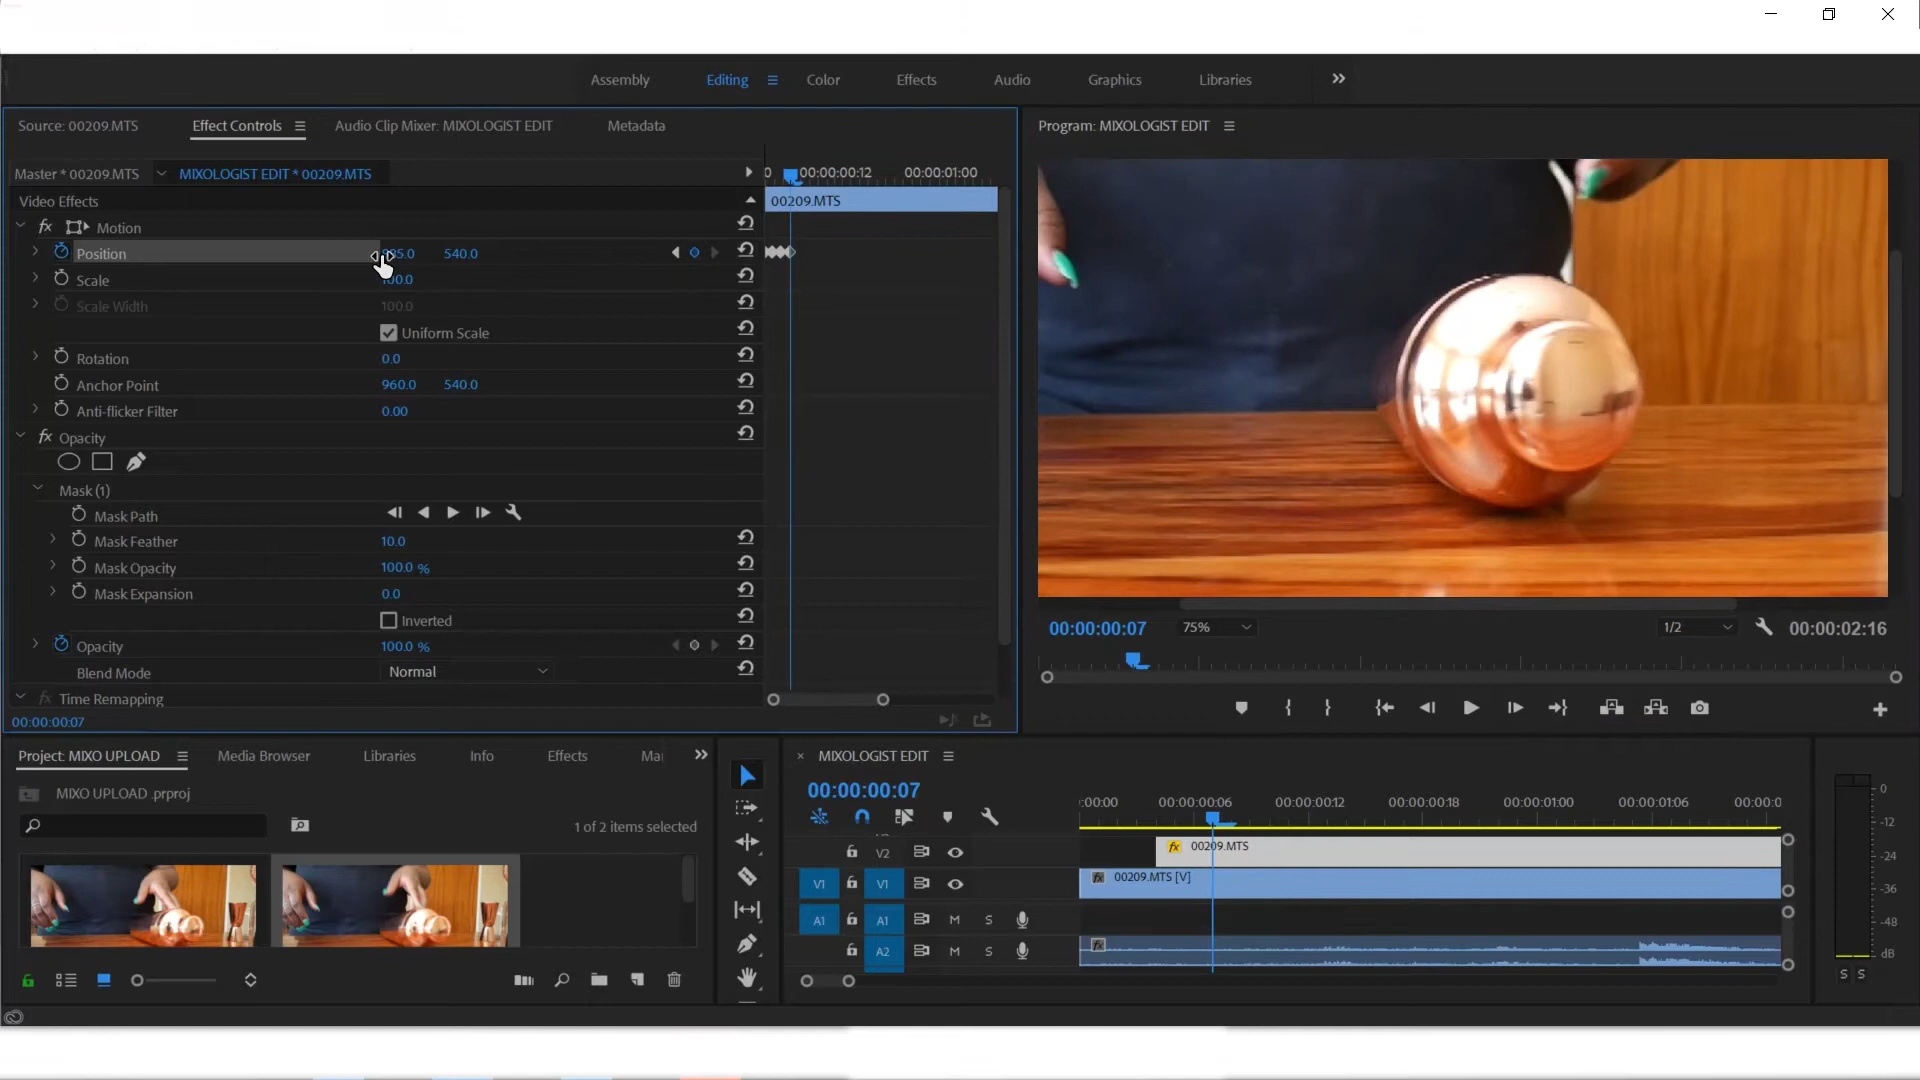 Assembly Editing Color Effects Audio Graphics Libraries
Source: 00209.MTS Effect Controls Audio Clip Mixer: MIXOLOGIST EDIT Metadata
Program: MIXOLOGIST EDIT
Master * 00209.MTS MIXOLOGIST EDIT * 00209.MTS
00:00:00:12 00:00:01:00
Video Effects
00209.MTS
fx Motion
Position 540.0
Scale
Scale Width 100.0
Uniform Scale
Rotation 0.0
Anchor Point 960.0 540.0
Anti-flicker Filter 0.00
fx Opacity
Mask (1)
Mask Path
Mask Feather 10.0
Mask Opacity 100.0 %
Mask Expansion 0.0
Inverted
Opacity 100.0 %
Blend Mode Normal
fx Time Remapping
00:00:00:07
00:00:00:07 75% 1/2 00:00:02:16
Project: MIXO UPLOAD Media Browser Libraries Info Effects Ma
MIXO UPLOAD .prproj
1 of 2 items selected
MIXOLOGIST EDIT
00:00:00:07
:00:00 00:00:00:06 00:00:00:12 00:00:00:18 00:00:01:00 00:00:01:06 00:00:0
V2 fx 00209.MTS
V1 V1 fx 00209.MTS [V]
A1 A1 M S
A2 M S fx
0
-12
-24
-36
-48
dB
S S